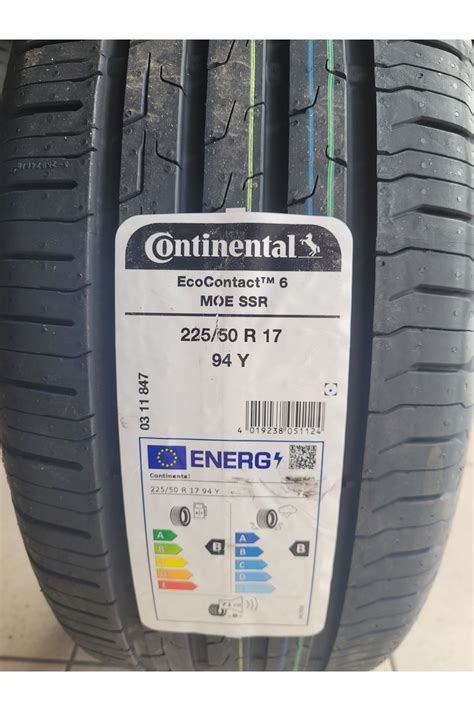 Continental
EcoContact™ 6
MOE SSR
225/50 R 17
94 Y
03 11 847
4 019238 051124
ENERG
Continental
225/50 R 17 94 Y
A
B
C
D
E
B
A
B
C
D
E
B